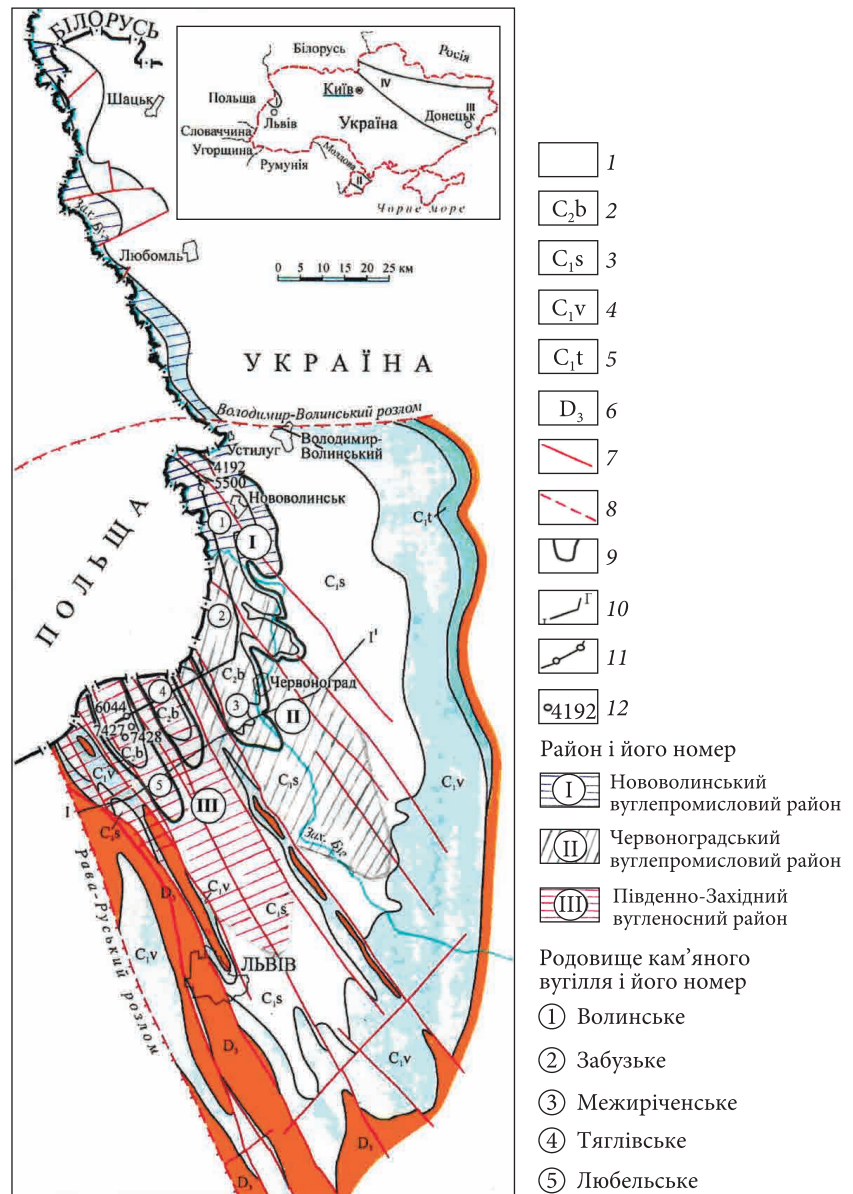 БІЛОРУСЬ
Шацьк
Зах. Буг
Любомль
Білорусь
Росія
Польща
Київ
IV
III
Донецьк
I
Львів
Україна
Словаччина
Угорщина
Румунія
Молдова
II
Чорне море
0 5 10 15 20 25 км
УКРАЇНА
Володимир-Волинський розлом
Устилуг
Володимир-
Волинський
4192
5500
Нововолинськ
1
I
ПОЛЬЩА
C₁t
C₁s
2
I¹
C₂b
Червоноград
4
3
II
6044
C₂b
7427
7428
C₂b
C₁v
5
C₁s
C₁v
III
I
Зах. Буг
C₁s
C₁v
D₃
C₁s
Рава-Руський розлом
C₁v
ЛЬВІВ
C₁s
D₃
C₁v
D₃
D₃
1
C₂b 2
C₁s 3
C₁v 4
C₁t 5
D₃ 6
7
8
9
I Г 10
11
4192 12
Район і його номер
I Нововолинський
вуглепромисловий район
II Червоноградський
вуглепромисловий район
III Південно-Західний
вугленосний район
Родовище кам’яного
вугілля і його номер
1 Волинське
2 Забузьке
3 Межиріченське
4 Тяглівське
5 Любельське